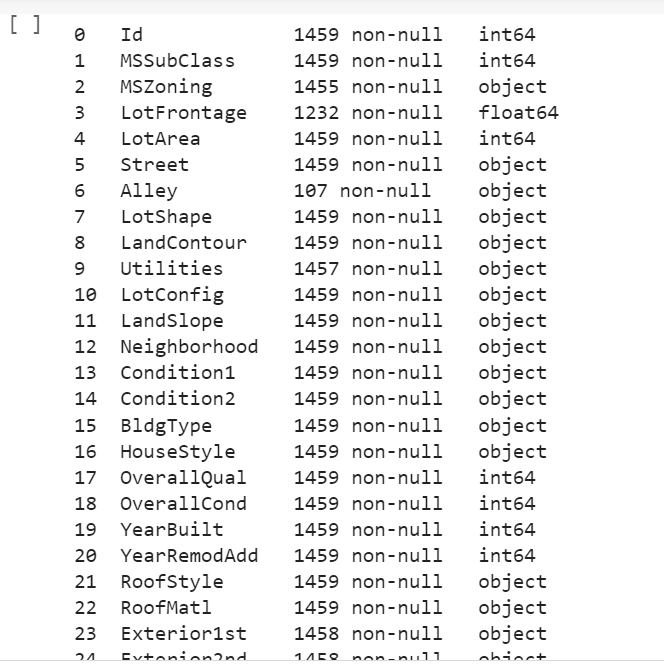 [ ]
0 Id 1459 non-null int64
1 MSSubClass 1459 non-null int64
2 MSZoning 1455 non-null object
3 LotFrontage 1232 non-null float64
4 LotArea 1459 non-null int64
5 Street 1459 non-null object
6 Alley 107 non-null object
7 LotShape 1459 non-null object
8 LandContour 1459 non-null object
9 Utilities 1457 non-null object
10 LotConfig 1459 non-null object
11 LandSlope 1459 non-null object
12 Neighborhood 1459 non-null object
13 Condition1 1459 non-null object
14 Condition2 1459 non-null object
15 BldgType 1459 non-null object
16 HouseStyle 1459 non-null object
17 OverallQual 1459 non-null int64
18 OverallCond 1459 non-null int64
19 YearBuilt 1459 non-null int64
20 YearRemodAdd 1459 non-null int64
21 RoofStyle 1459 non-null object
22 RoofMatl 1459 non-null object
23 Exterior1st 1458 non-null object
24 Exterior2nd 1458 non-null object